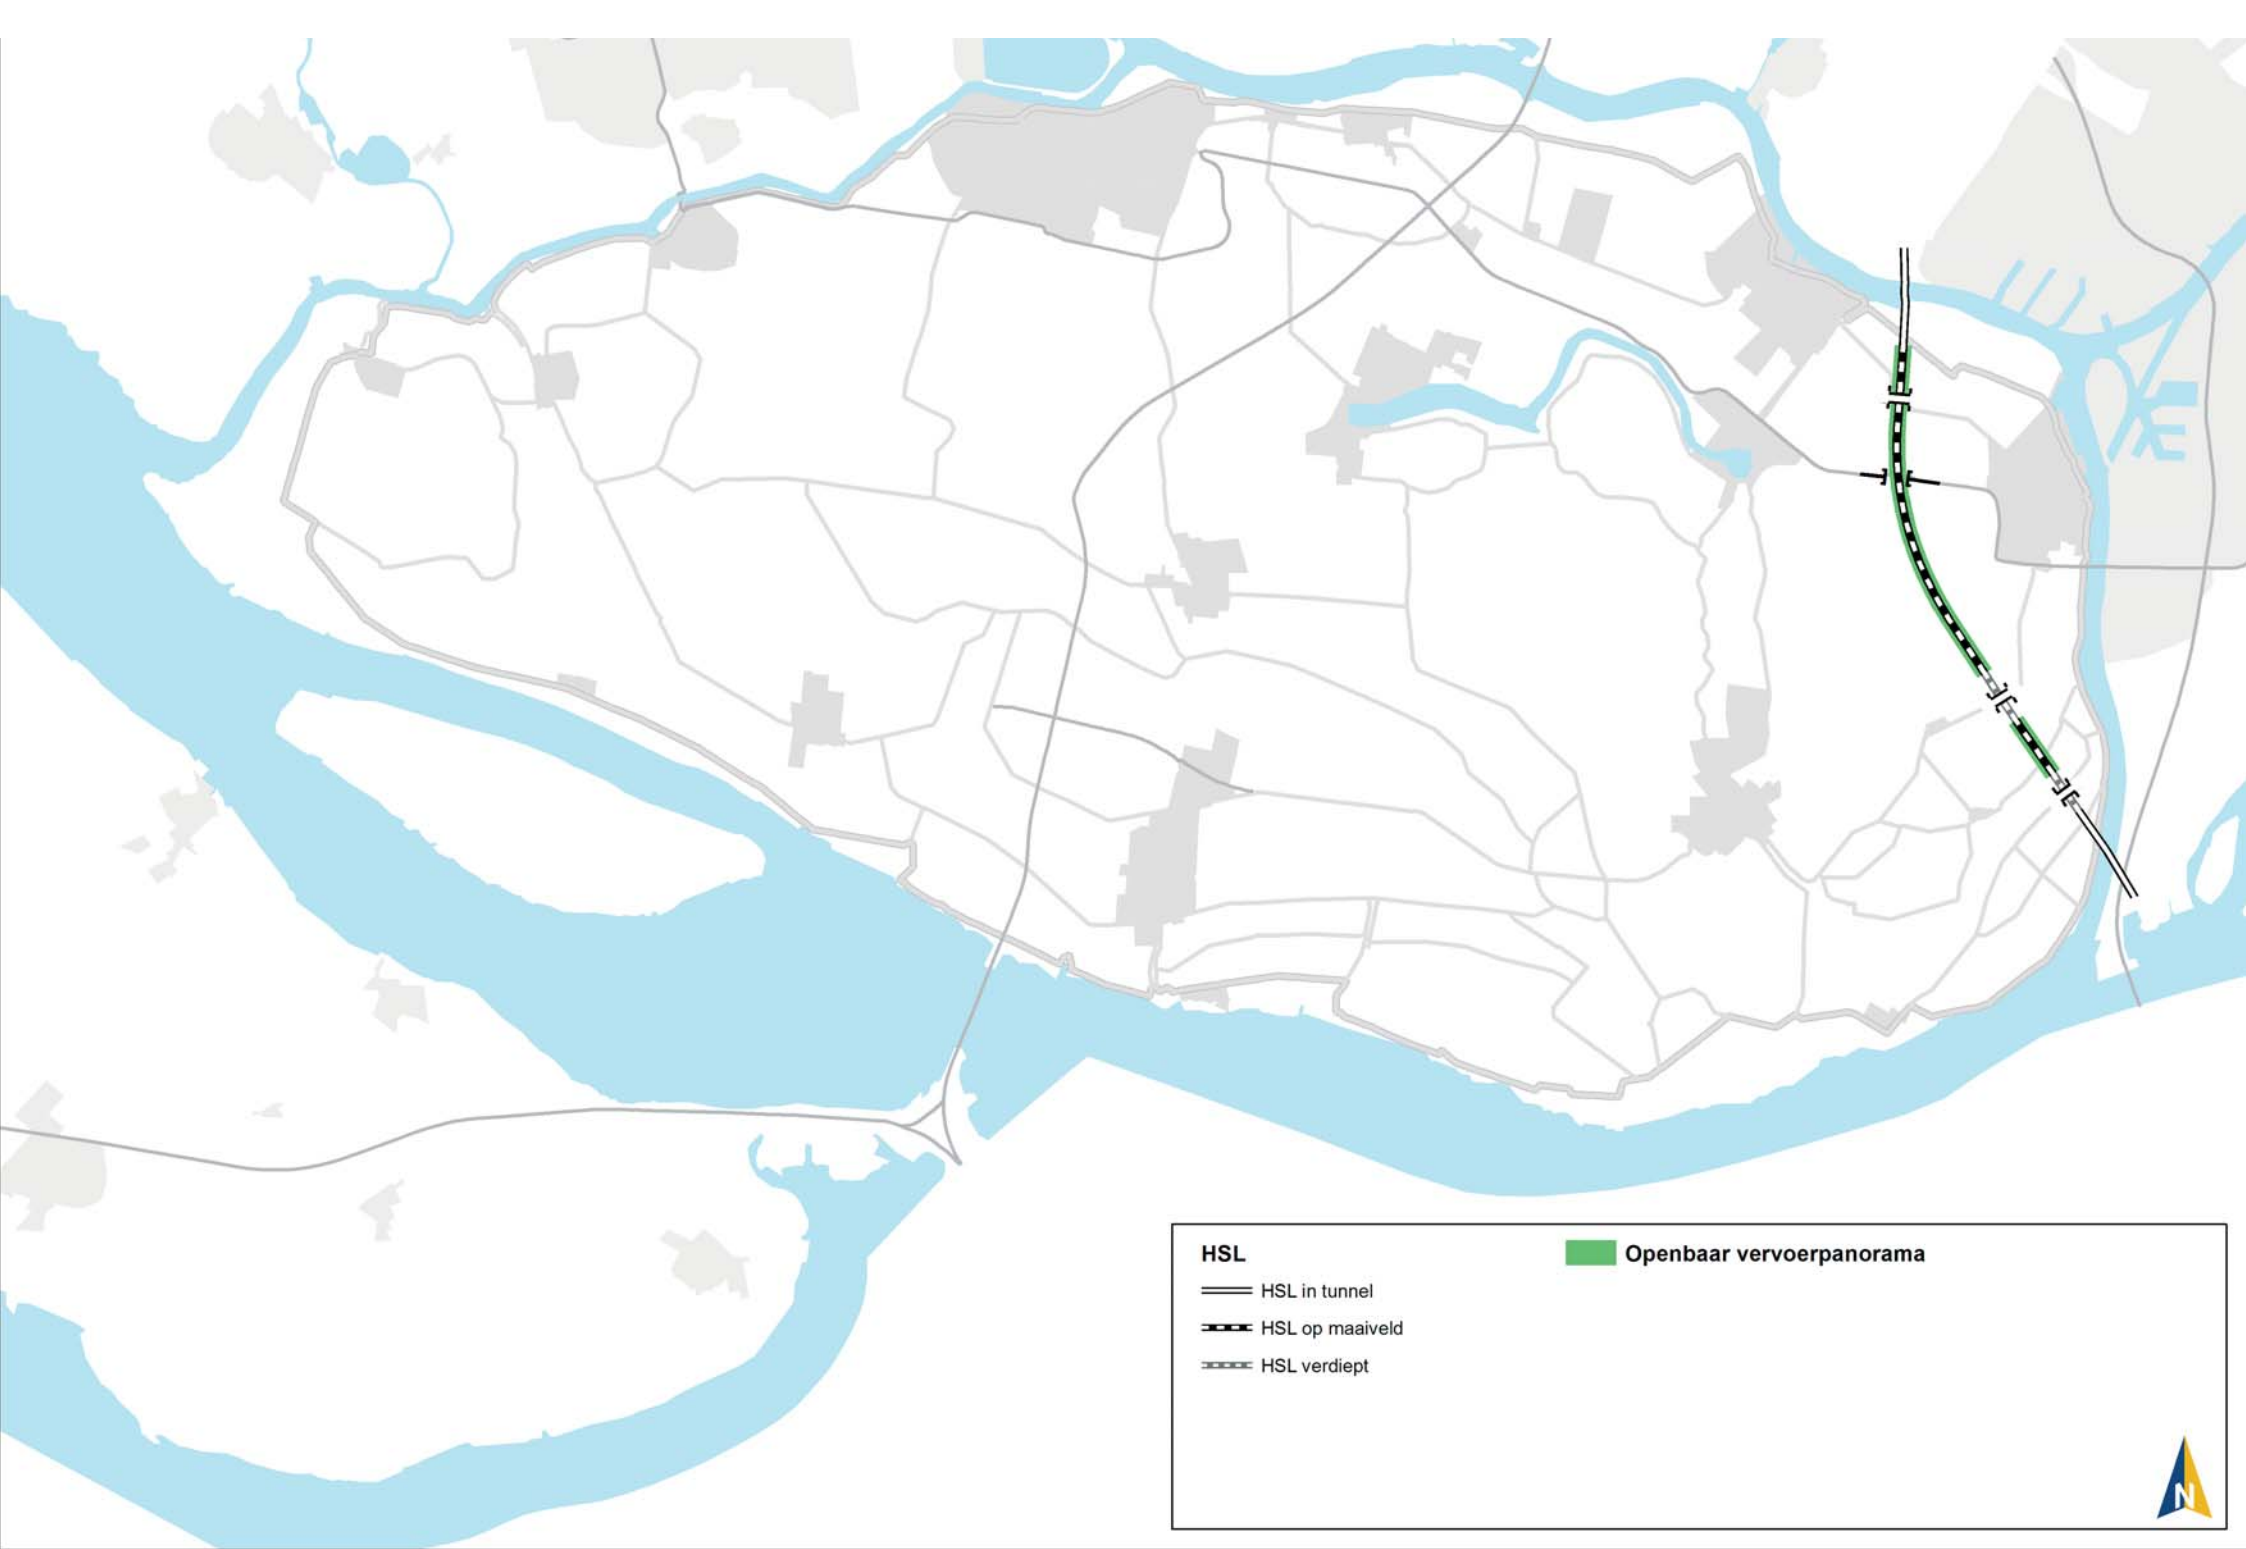 HSL
HSL in tunnel
HSL op maaiveld
HSL verdiept
Openbaar vervoerpanorama
N